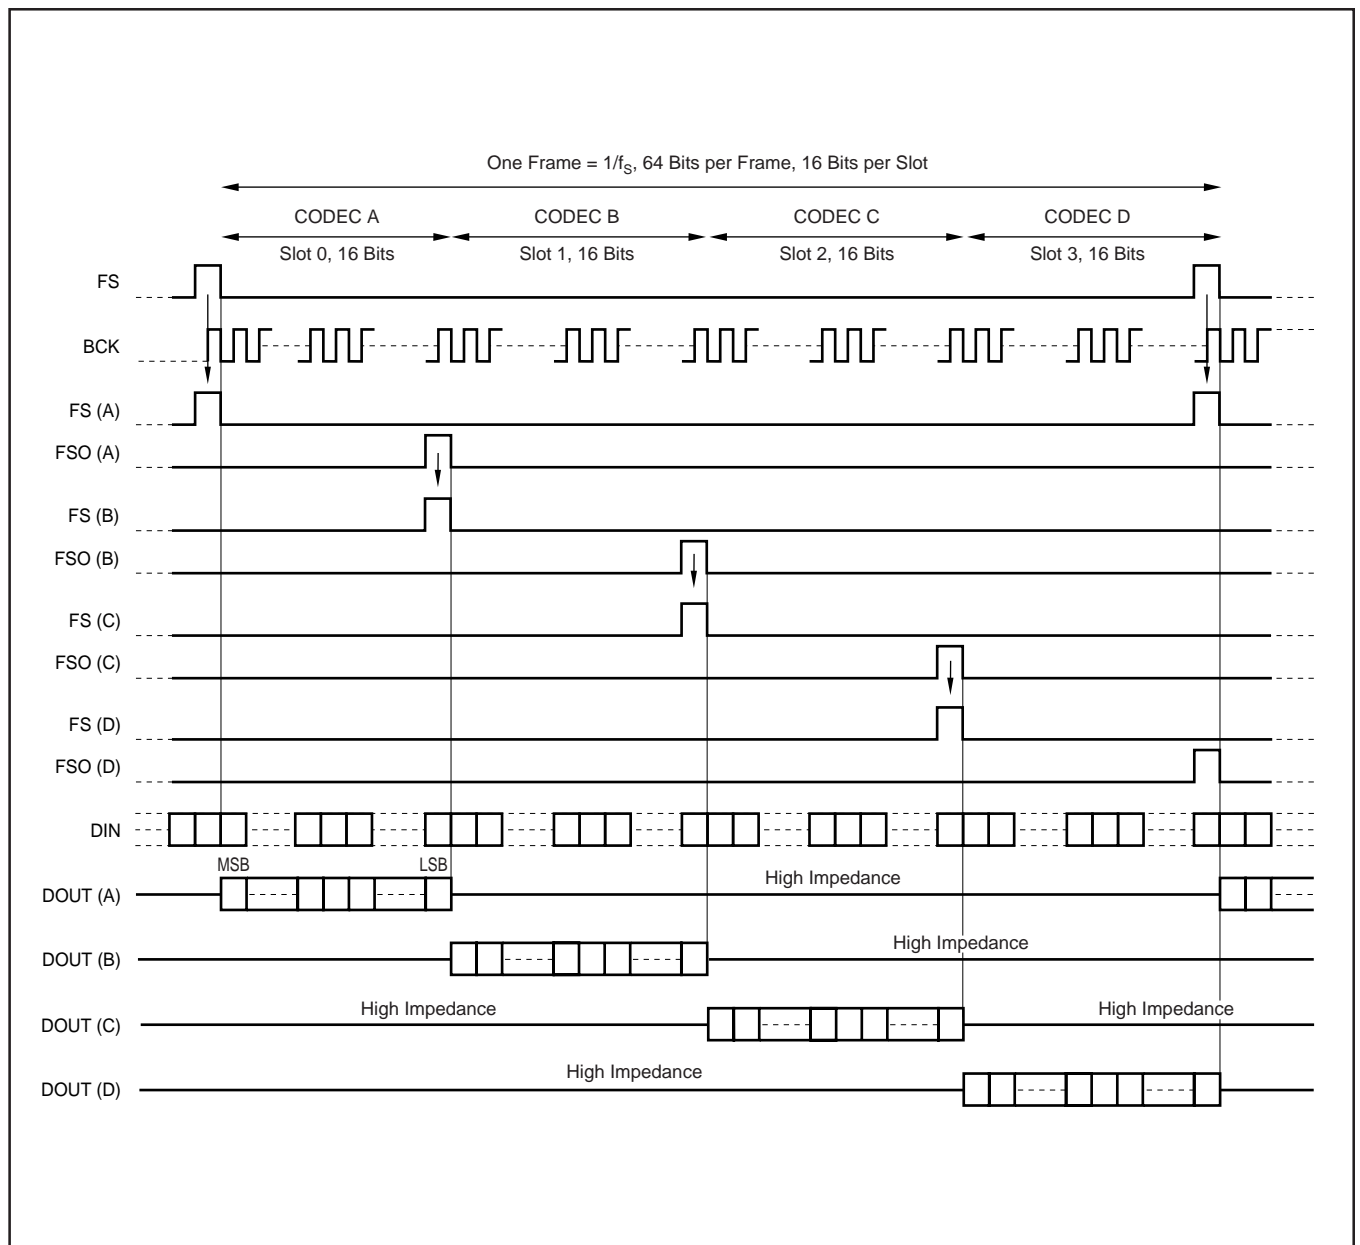 One Frame = 1/fS, 64 Bits per Frame, 16 Bits per Slot
CODEC A CODEC B CODEC C CODEC D
Slot 0, 16 Bits Slot 1, 16 Bits Slot 2, 16 Bits Slot 3, 16 Bits
FS
BCK
FS (A)
FSO (A)
FS (B)
FSO (B)
FS (C)
FSO (C)
FS (D)
FSO (D)
DIN
MSB LSB
DOUT (A) High Impedance
DOUT (B) High Impedance
DOUT (C) High Impedance High Impedance
DOUT (D) High Impedance